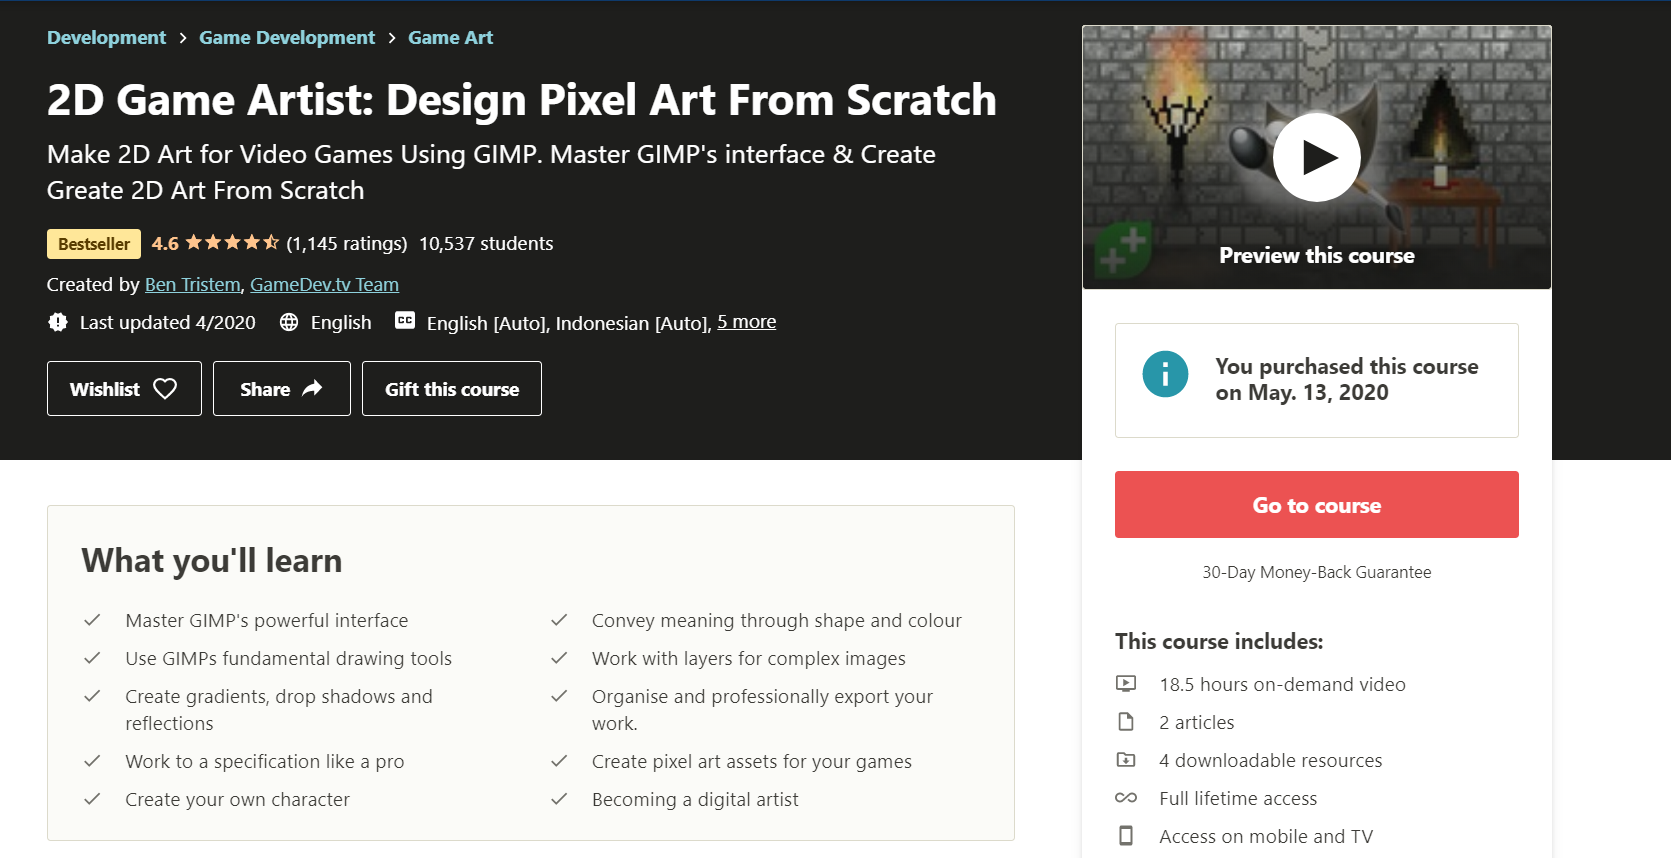 Development > Game Development > Game Art
2D Game Artist: Design Pixel Art From Scratch
Make 2D Art for Video Games Using GIMP. Master GIMP's interface & Create
Greate 2D Art From Scratch
Bestseller 4.6 (1,145 ratings) 10,537 students
Created by Ben Tristem, GameDev.tv Team
Last updated 4/2020 English CC English [Auto], Indonesian [Auto], 5 more
Wishlist Share Gift this course
Preview this course
You purchased this course
on May. 13, 2020
Go to course
30-Day Money-Back Guarantee
This course includes:
18.5 hours on-demand video
2 articles
4 downloadable resources
Full lifetime access
Access on mobile and TV
What you'll learn
Master GIMP's powerful interface
Use GIMPs fundamental drawing tools
Create gradients, drop shadows and
reflections
Work to a specification like a pro
Create your own character
Convey meaning through shape and colour
Work with layers for complex images
Organise and professionally export your
work.
Create pixel art assets for your games
Becoming a digital artist